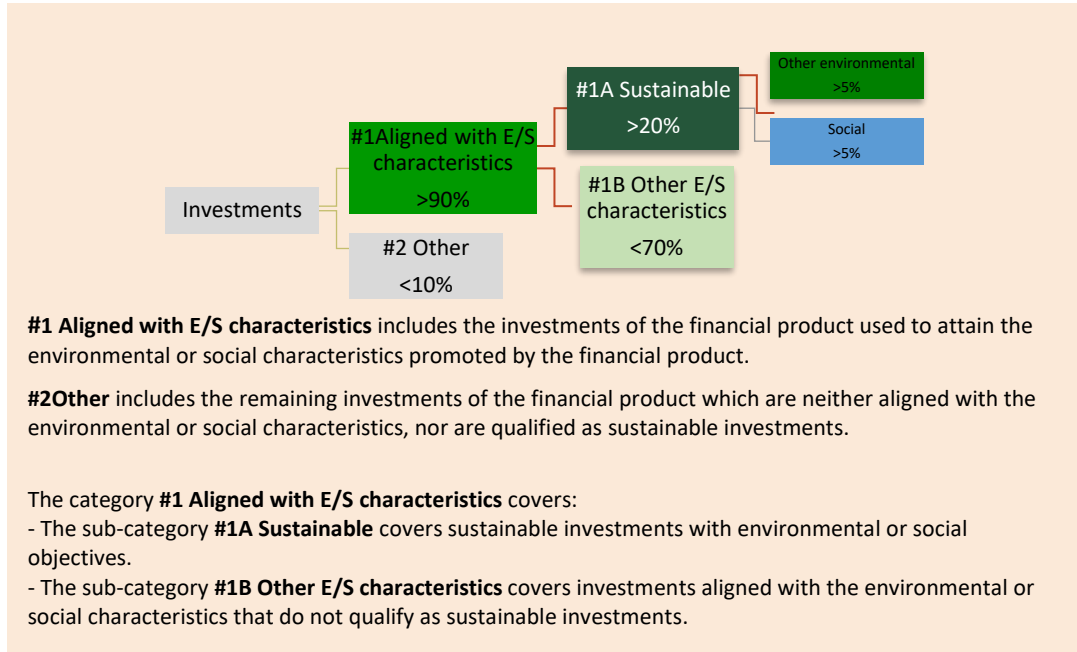 Investments
#1Aligned with E/S
characteristics
>90%
#2 Other
<10%
#1A Sustainable
>20%
#1B Other E/S
characteristics
<70%
Other environmental
>5%
Social
>5%
#1 Aligned with E/S characteristics includes the investments of the financial product used to attain the
environmental or social characteristics promoted by the financial product.
#2Other includes the remaining investments of the financial product which are neither aligned with the
environmental or social characteristics, nor are qualified as sustainable investments.
The category #1 Aligned with E/S characteristics covers:
- The sub-category #1A Sustainable covers sustainable investments with environmental or social
objectives.
- The sub-category #1B Other E/S characteristics covers investments aligned with the environmental or
social characteristics that do not qualify as sustainable investments.